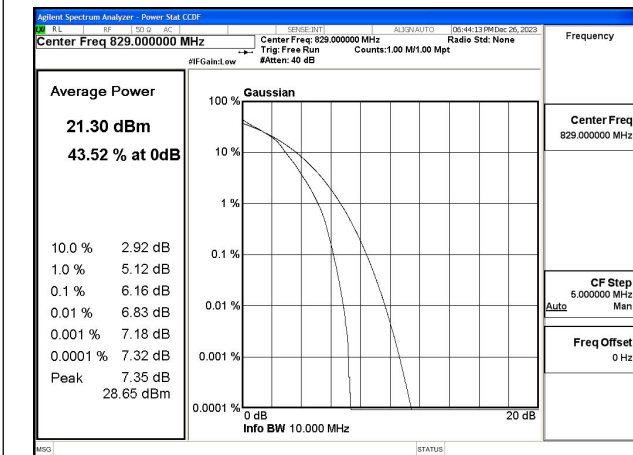 Agilent Spectrum Analyzer - Power Stat CCDF
RL RF 50 Ω AC SENSE:INT ALIGN AUTO 06:44:13 PM Dec 26, 2023
Center Freq 829.000000 MHz
Center Freq: 829.000000 MHz Radio Std: None
Trig: Free Run Counts:1.00 M/1.00 Mpt
#IFGain:Low #Atten: 40 dB
Frequency
Average Power
21.30 dBm
43.52 % at 0dB
10.0 % 2.92 dB
1.0 % 5.12 dB
0.1 % 6.16 dB
0.01 % 6.83 dB
0.001 % 7.18 dB
0.0001 % 7.32 dB
Peak 7.35 dB
28.65 dBm
Gaussian
100 %
10 %
1 %
0.1 %
0.01 %
0.001 %
0.0001 %
0 dB 20 dB
Info BW 10.000 MHz
Center Freq
829.000000 MHz
CF Step
5.000000 MHz
Auto Man
Freq Offset
0 Hz
MSG STATUS